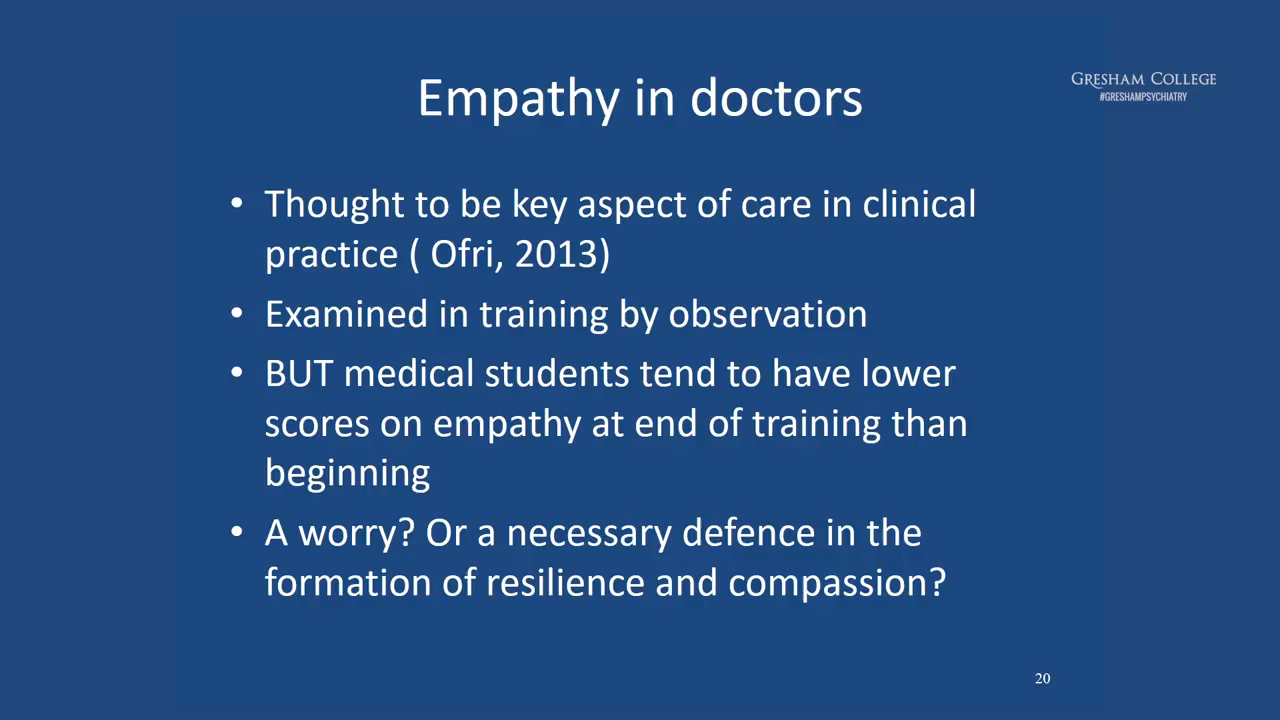 Empathy in doctors
GRESHAM COLLEGE
#GRESHAMPSYCHIATRY
• Thought to be key aspect of care in clinical
practice ( Ofri, 2013)
• Examined in training by observation
• BUT medical students tend to have lower
scores on empathy at end of training than
beginning
• A worry? Or a necessary defence in the
formation of resilience and compassion?
20